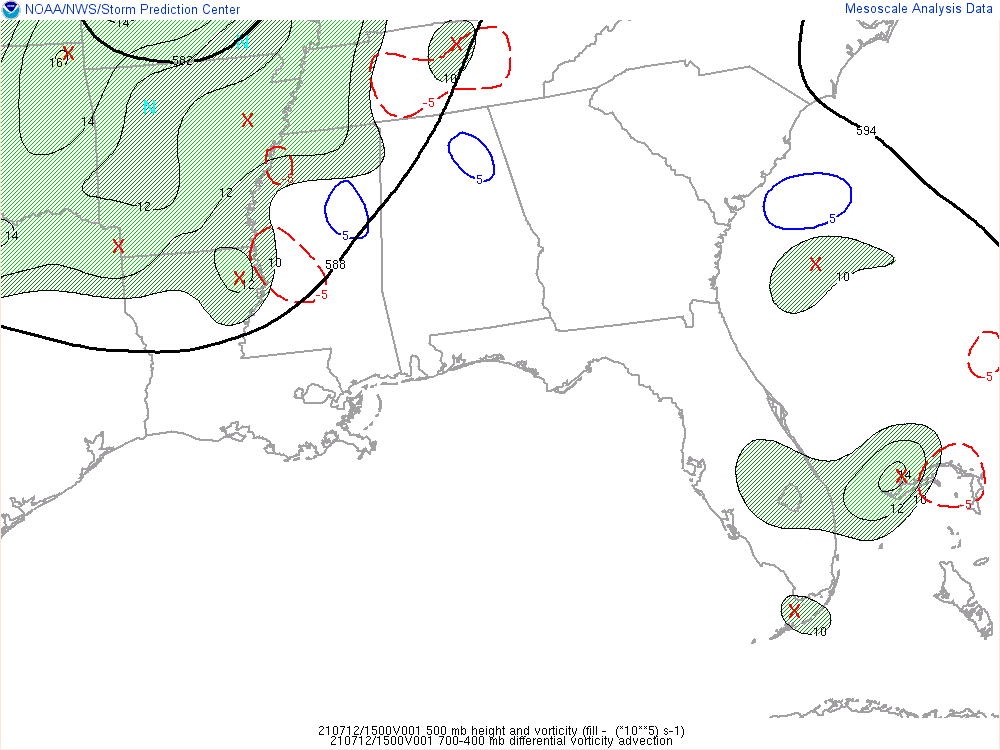 NOAA/NWS/Storm Prediction Center
Mesoscale Analysis Data
14
N
X
X
582
16
X
10
N
-5
14
X
594
-5
5
12
12
5
14
5
X
588
10
X
X
12
10
-5
-5
X
14
10
12
-5
X
10
210712/1500V001 500 mb height and vorticity (fill - (*10**5) s-1)
210712/1500V001 700-400 mb differential vorticity advection